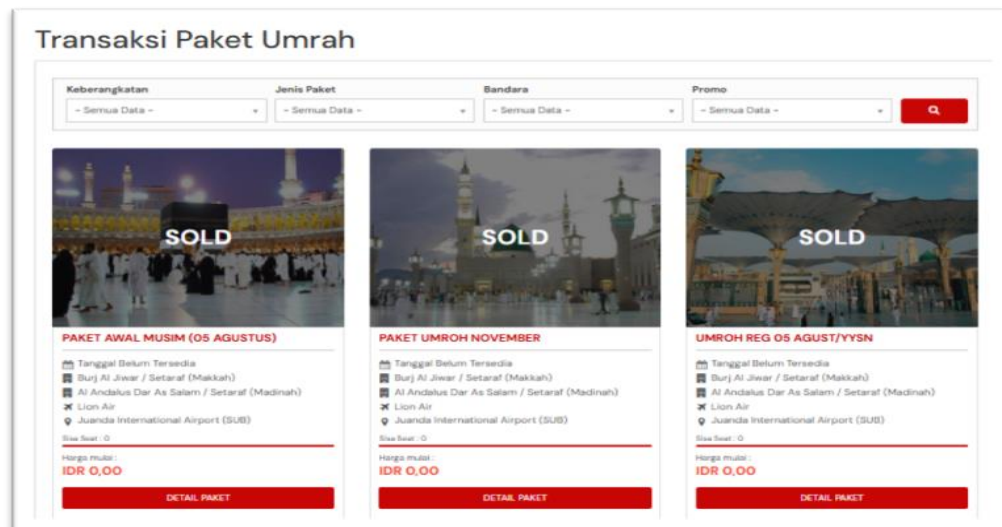 Transaksi Paket Umrah
Keberangkatan Jenis Paket Bandara Promo
- Semua Data - - Semua Data - - Semua Data - - Semua Data -
SOLD SOLD SOLD
PAKET AWAL MUSIM (05 AGUSTUS)
Tanggal Belum Tersedia
Burj Al Jiwar / Setaraf (Makkah)
Al Andalus Dar As Salam / Setaraf (Madinah)
Lion Air
Juanda International Airport (SUB)
Sisa Seat : 0
Harga mulai :
IDR 0,00
DETAIL PAKET
PAKET UMROH NOVEMBER
Tanggal Belum Tersedia
Burj Al Jiwar / Setaraf (Makkah)
Al Andalus Dar As Salam / Setaraf (Madinah)
Lion Air
Juanda International Airport (SUB)
Sisa Seat : 0
Harga mulai :
IDR 0,00
DETAIL PAKET
UMROH REG 05 AGUST/YYSN
Tanggal Belum Tersedia
Burj Al Jiwar / Setaraf (Makkah)
Al Andalus Dar As Salam / Setaraf (Madinah)
Lion Air
Juanda International Airport (SUB)
Sisa Seat : 0
Harga mulai :
IDR 0,00
DETAIL PAKET